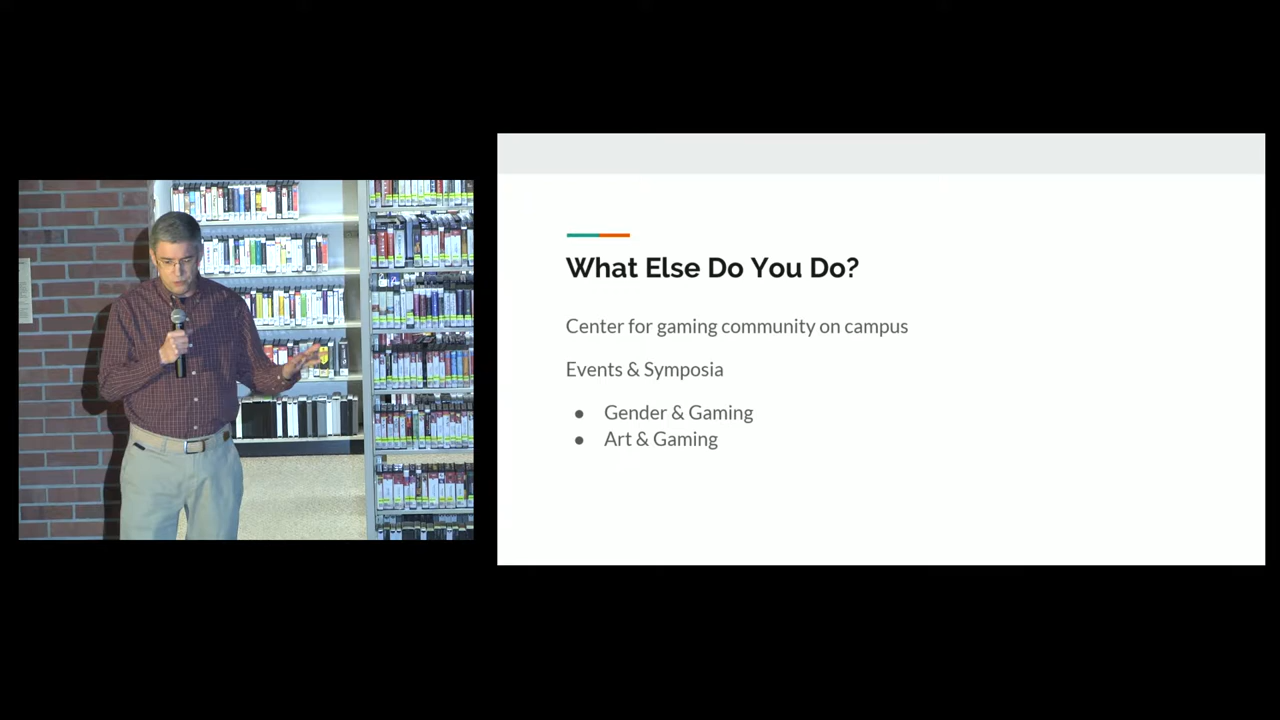 What Else Do You Do?
Center for gaming community on campus
Events & Symposia
● Gender & Gaming
● Art & Gaming